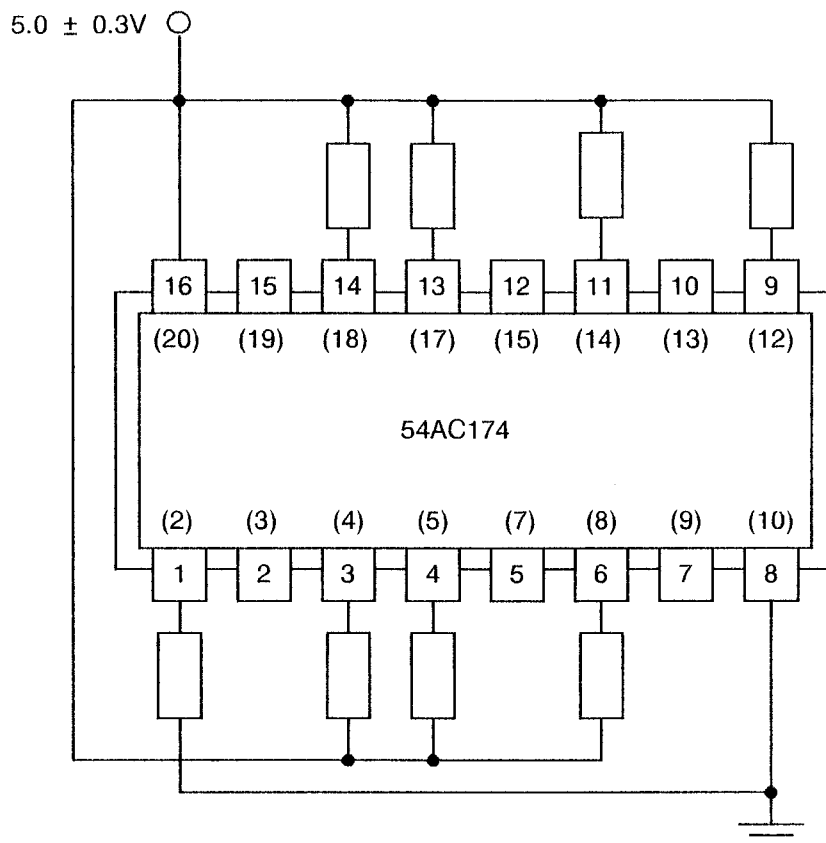 5.0 ± 0.3V
16 15 14 13 12 11 10 9
(20) (19) (18) (17) (15) (14) (13) (12)
54AC174
(2) (3) (4) (5) (7) (8) (9) (10)
1 2 3 4 5 6 7 8